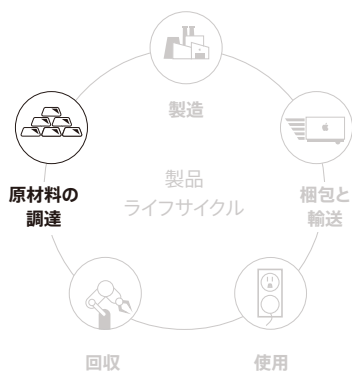 製造
原材料の
調達
製品
ライフサイクル
梱包と
輸送
回収
使用